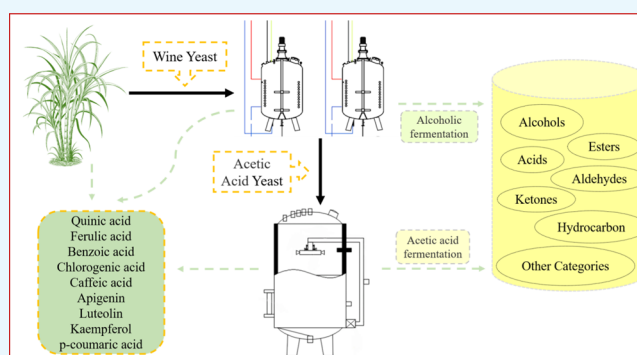 Wine Yeast
Alcoholic
fermentation
Acetic
Acid Yeast
Acetic acid
fermentation
Quinic acid
Ferulic acid
Benzoic acid
Chlorogenic acid
Caffeic acid
Apigenin
Luteolin
Kaempferol
p-coumaric acid
Alcohols
Esters
Acids
Aldehydes
Ketones
Hydrocarbon
Other Categories